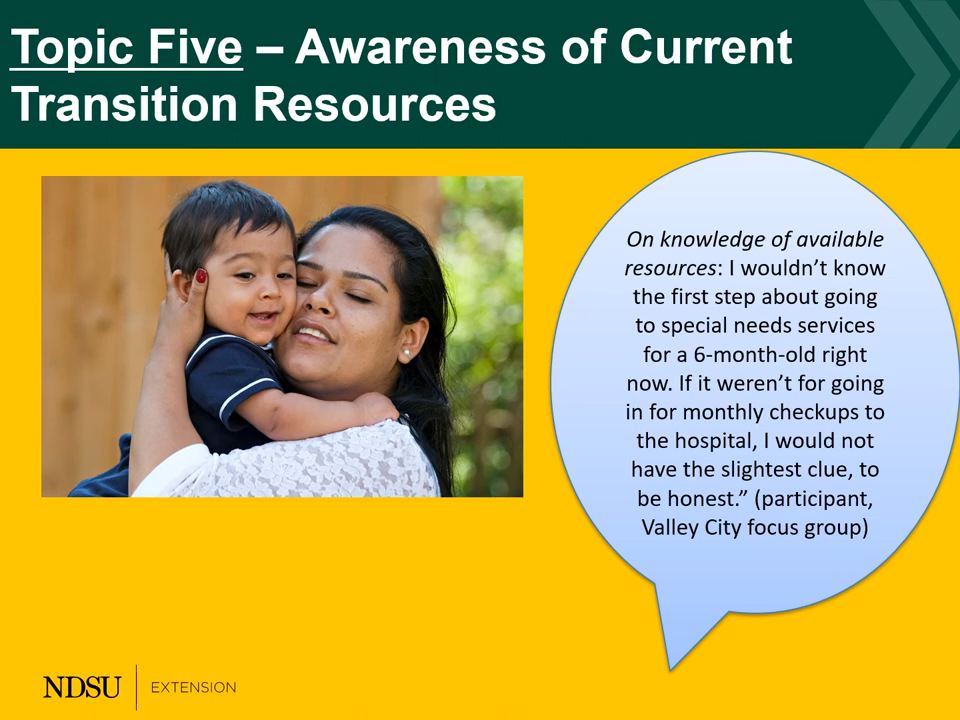 Topic Five – Awareness of Current
Transition Resources
On knowledge of available
resources: I wouldn’t know
the first step about going
to special needs services
for a 6-month-old right
now. If it weren’t for going
in for monthly checkups to
the hospital, I would not
have the slightest clue, to
be honest.” (participant,
Valley City focus group)
NDSU EXTENSION